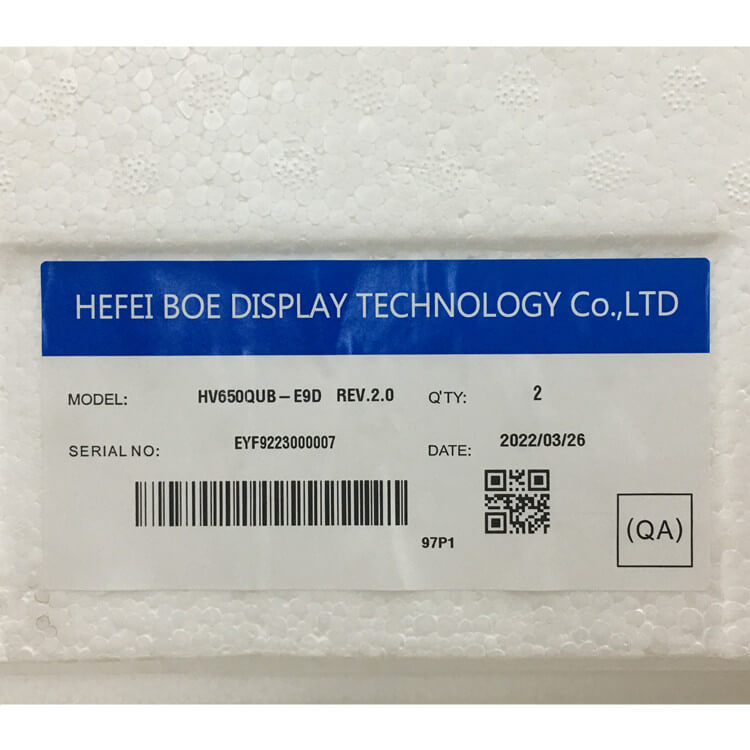 HEFEI BOE DISPLAY TECHNOLOGY Co.,LTD
MODEL: HV650QUB-E9D REV.2.0 Q'TY: 2
SERIAL NO: EYF9223000007 DATE: 2022/03/26
97P1
(QA)